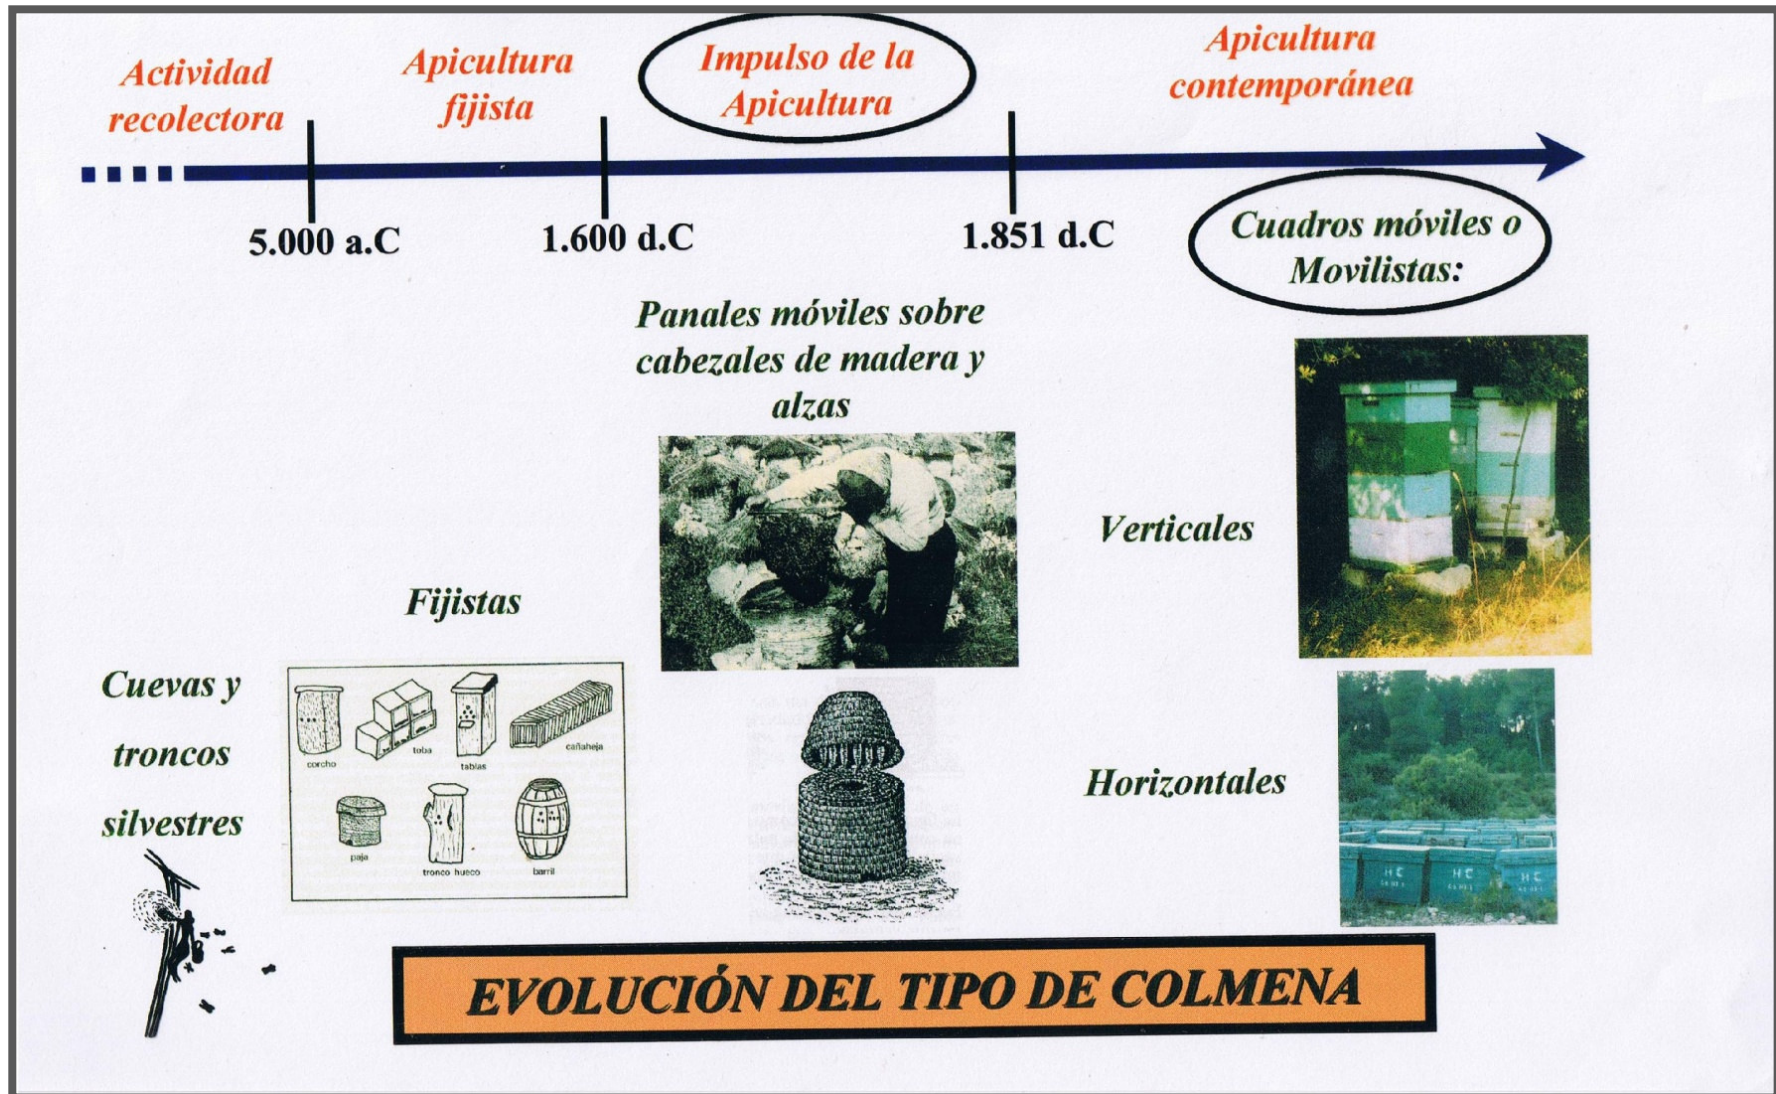 Actividad
recolectora
Apicultura
fijista
Impulso de la
Apicultura
Apicultura
contemporánea
5.000 a.C
1.600 d.C
1.851 d.C
Cuadros móviles o
Movilistas:
Panales móviles sobre
cabezales de madera y
alzas
Verticales
Fijistas
Cuevas y
troncos
silvestres
corcho
toba
tablas
cañaheja
paja
tronco hueco
barril
Horizontales
H C
H C
H C
EVOLUCIÓN DEL TIPO DE COLMENA